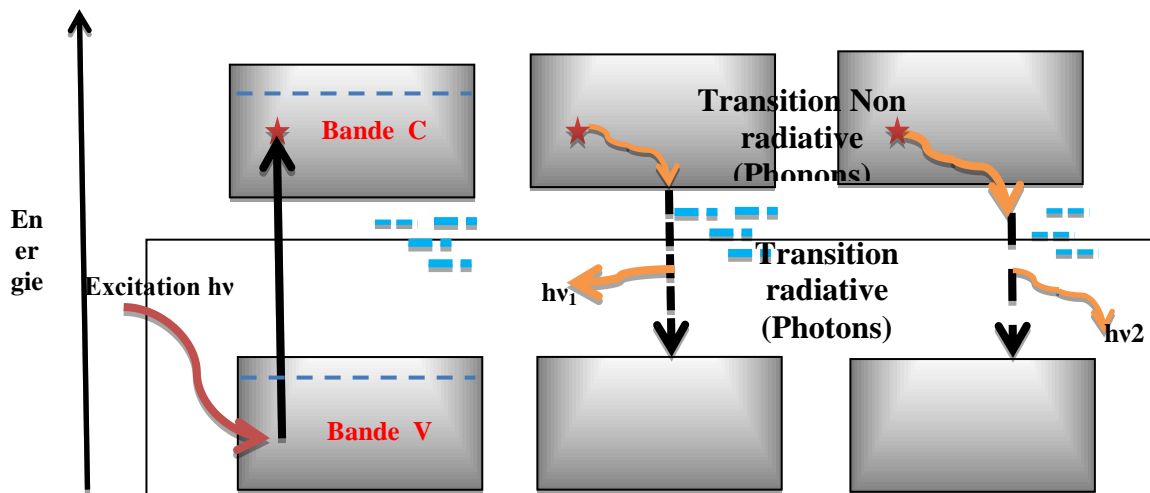 En
er
gie
Excitation hν
Bande C
Bande V
Transition Non
radiative
(Phonons)
Transition
radiative
(Photons)
hν1
hν2